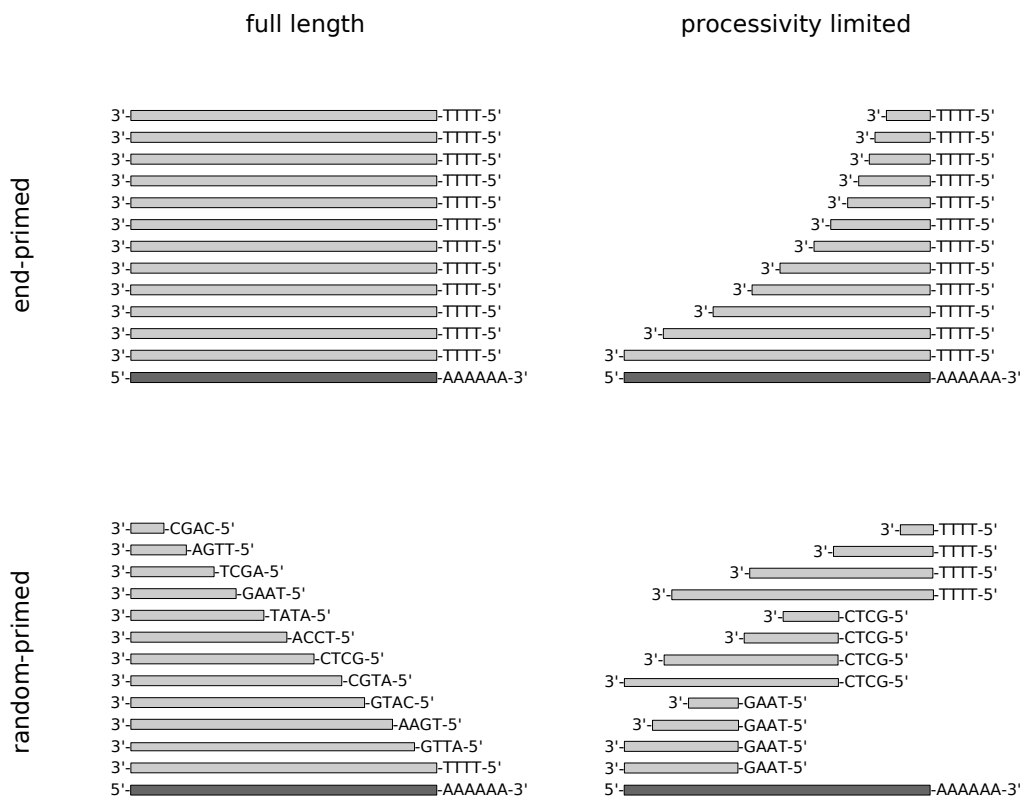 full length processivity limited
end-primed
3'- -TTTT-5' 3'- -TTTT-5'
3'- -TTTT-5' 3'- -TTTT-5'
3'- -TTTT-5' 3'- -TTTT-5'
3'- -TTTT-5' 3'- -TTTT-5'
3'- -TTTT-5' 3'- -TTTT-5'
3'- -TTTT-5' 3'- -TTTT-5'
3'- -TTTT-5' 3'- -TTTT-5'
3'- -TTTT-5' 3'- -TTTT-5'
3'- -TTTT-5' 3'- -TTTT-5'
3'- -TTTT-5' 3'- -TTTT-5'
3'- -TTTT-5' 3'- -TTTT-5'
3'- -TTTT-5' 3'- -TTTT-5'
5'- -AAAAAA-3' 5'- -AAAAAA-3'
random-primed
3'- -CGAC-5' 3'- -TTTT-5'
3'- -AGTT-5' 3'- -TTTT-5'
3'- -TCGA-5' 3'- -TTTT-5'
3'- -GAAT-5' 3'- -TTTT-5'
3'- -TATA-5' 3'- -CTCG-5'
3'- -ACCT-5' 3'- -CTCG-5'
3'- -CTCG-5' 3'- -CTCG-5'
3'- -CGTA-5' 3'- -CTCG-5'
3'- -GTAC-5' 3'- -GAAT-5'
3'- -AAGT-5' 3'- -GAAT-5'
3'- -GTTA-5' 3'- -GAAT-5'
3'- -TTTT-5' 3'- -GAAT-5'
5'- -AAAAAA-3' 5'- -AAAAAA-3'